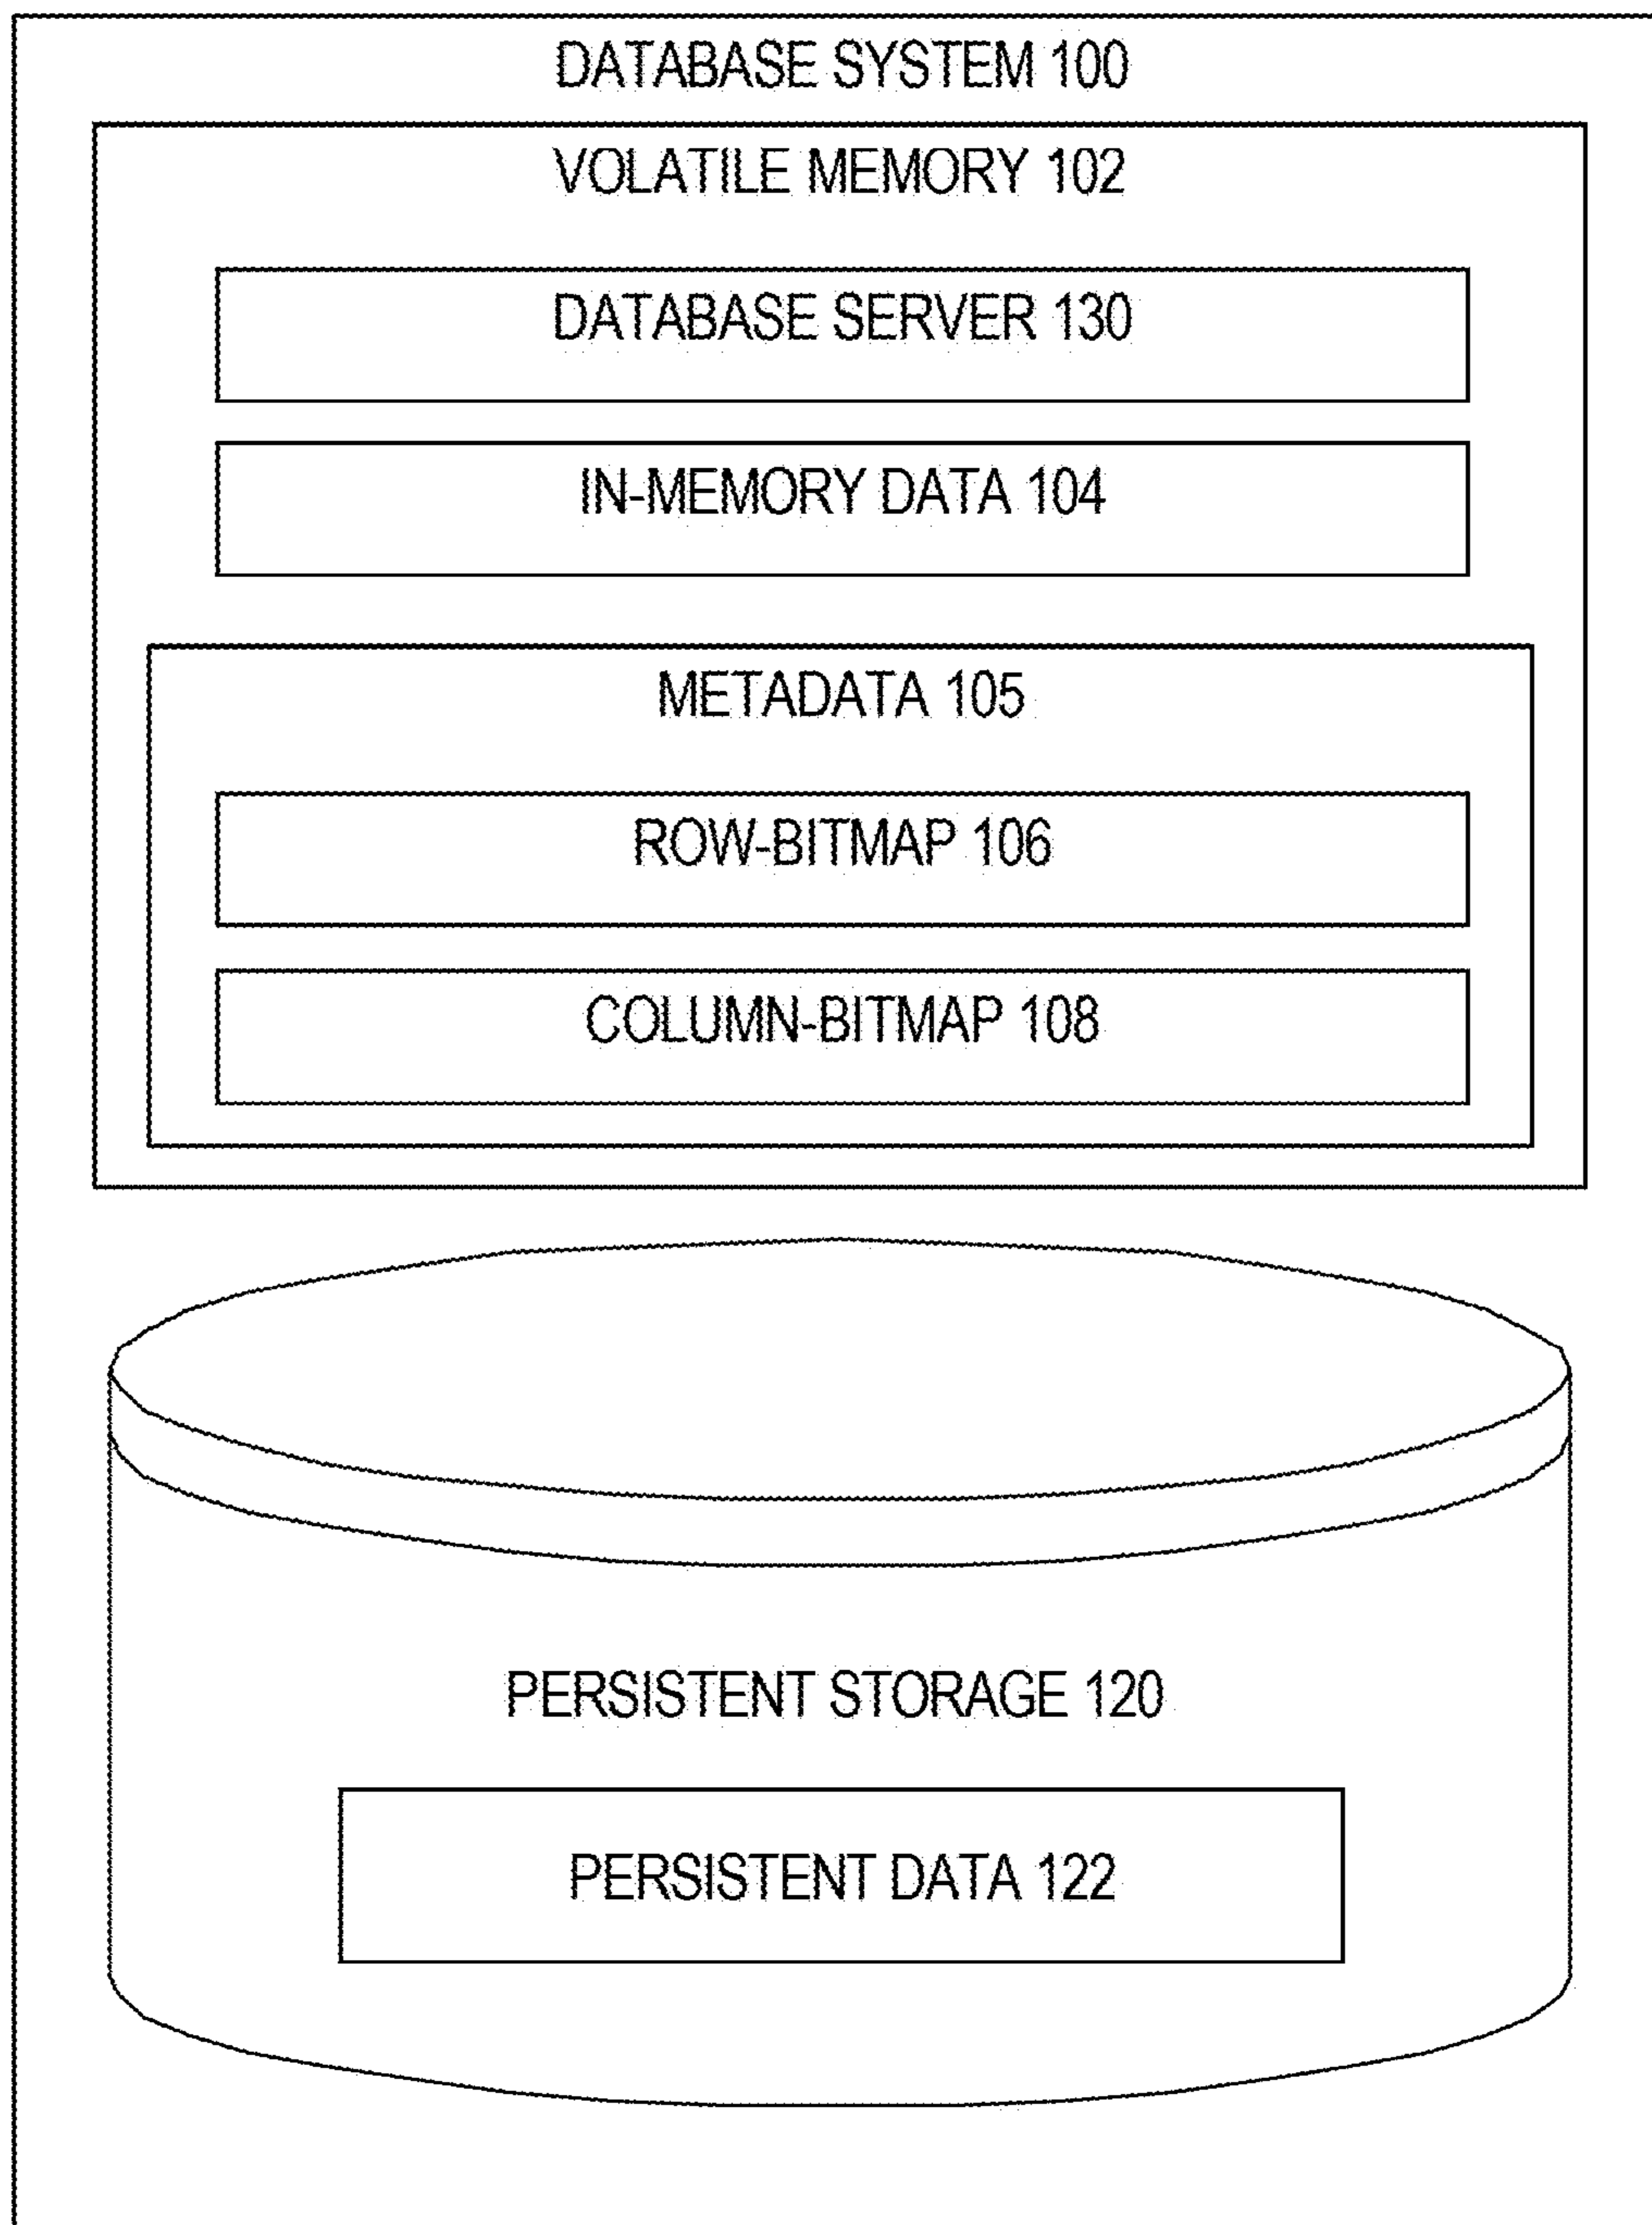 DATABASE SYSTEM 100
VOLATILE MEMORY 102
DATABASE SERVER 130
IN-MEMORY DATA 104
METADATA 105
ROW-BITMAP 106
COLUMN-BITMAP 108
PERSISTENT STORAGE 120
PERSISTENT DATA 122